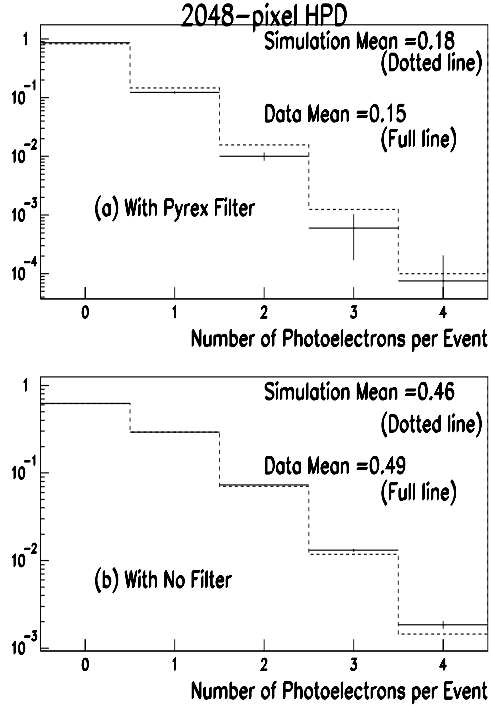 2048-pixel HPD
Simulation Mean =0.18
(Dotted line)
Data Mean =0.15
(Full line)
(a) With Pyrex Filter
1
10⁻¹
10⁻²
10⁻³
10⁻⁴
0 1 2 3 4
Number of Photoelectrons per Event
Simulation Mean =0.46
(Dotted line)
Data Mean =0.49
(Full line)
(b) With No Filter
1
10⁻¹
10⁻²
10⁻³
0 1 2 3 4
Number of Photoelectrons per Event